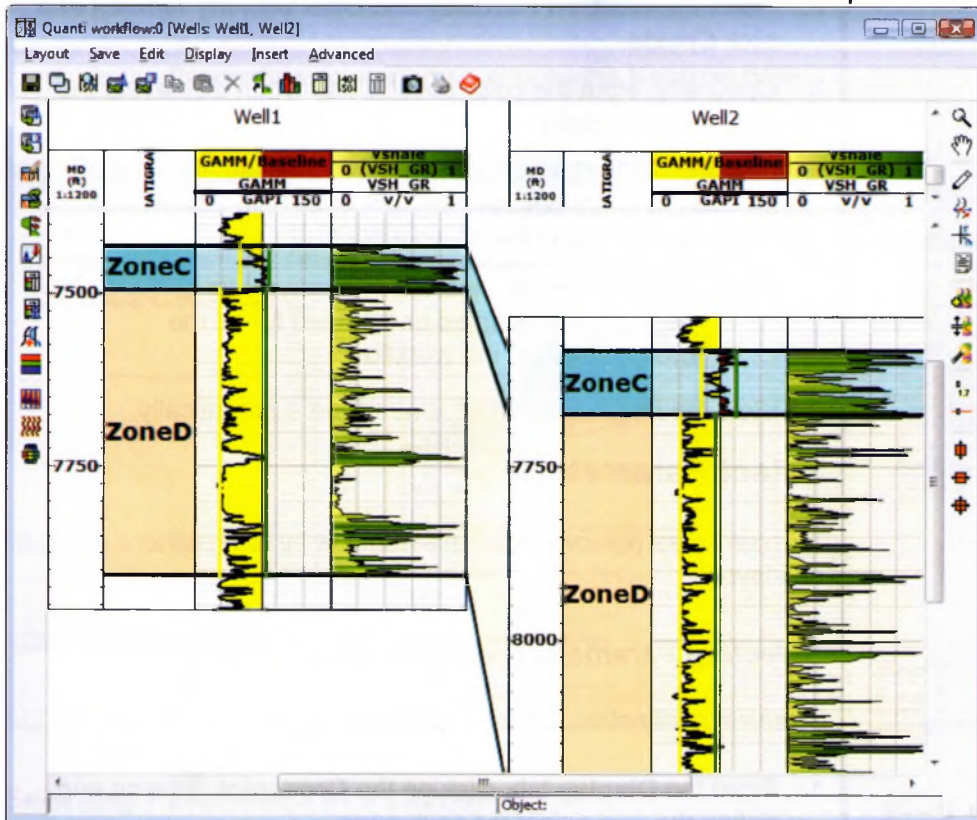 Quanti workflow:0 [Wells: Well1, Well2]
Layout Save Edit Display Insert Advanced
Well1
Well2
MD
(ft)
1:1200
ATIGRA
GAMM/Baseline
GAMM
0 GAPI 150
Vshale
0 (VSH_GR) 1
VSH_GR
0 v/v 1
MD
(ft)
1:1200
ATIGRA
GAMM/Baseline
GAMM
0 GAPI 150
Vshale
0 (VSH_GR) 1
VSH_GR
0 v/v 1
ZoneC
7500
ZoneD
7750
ZoneC
7750
ZoneD
8000
Object: